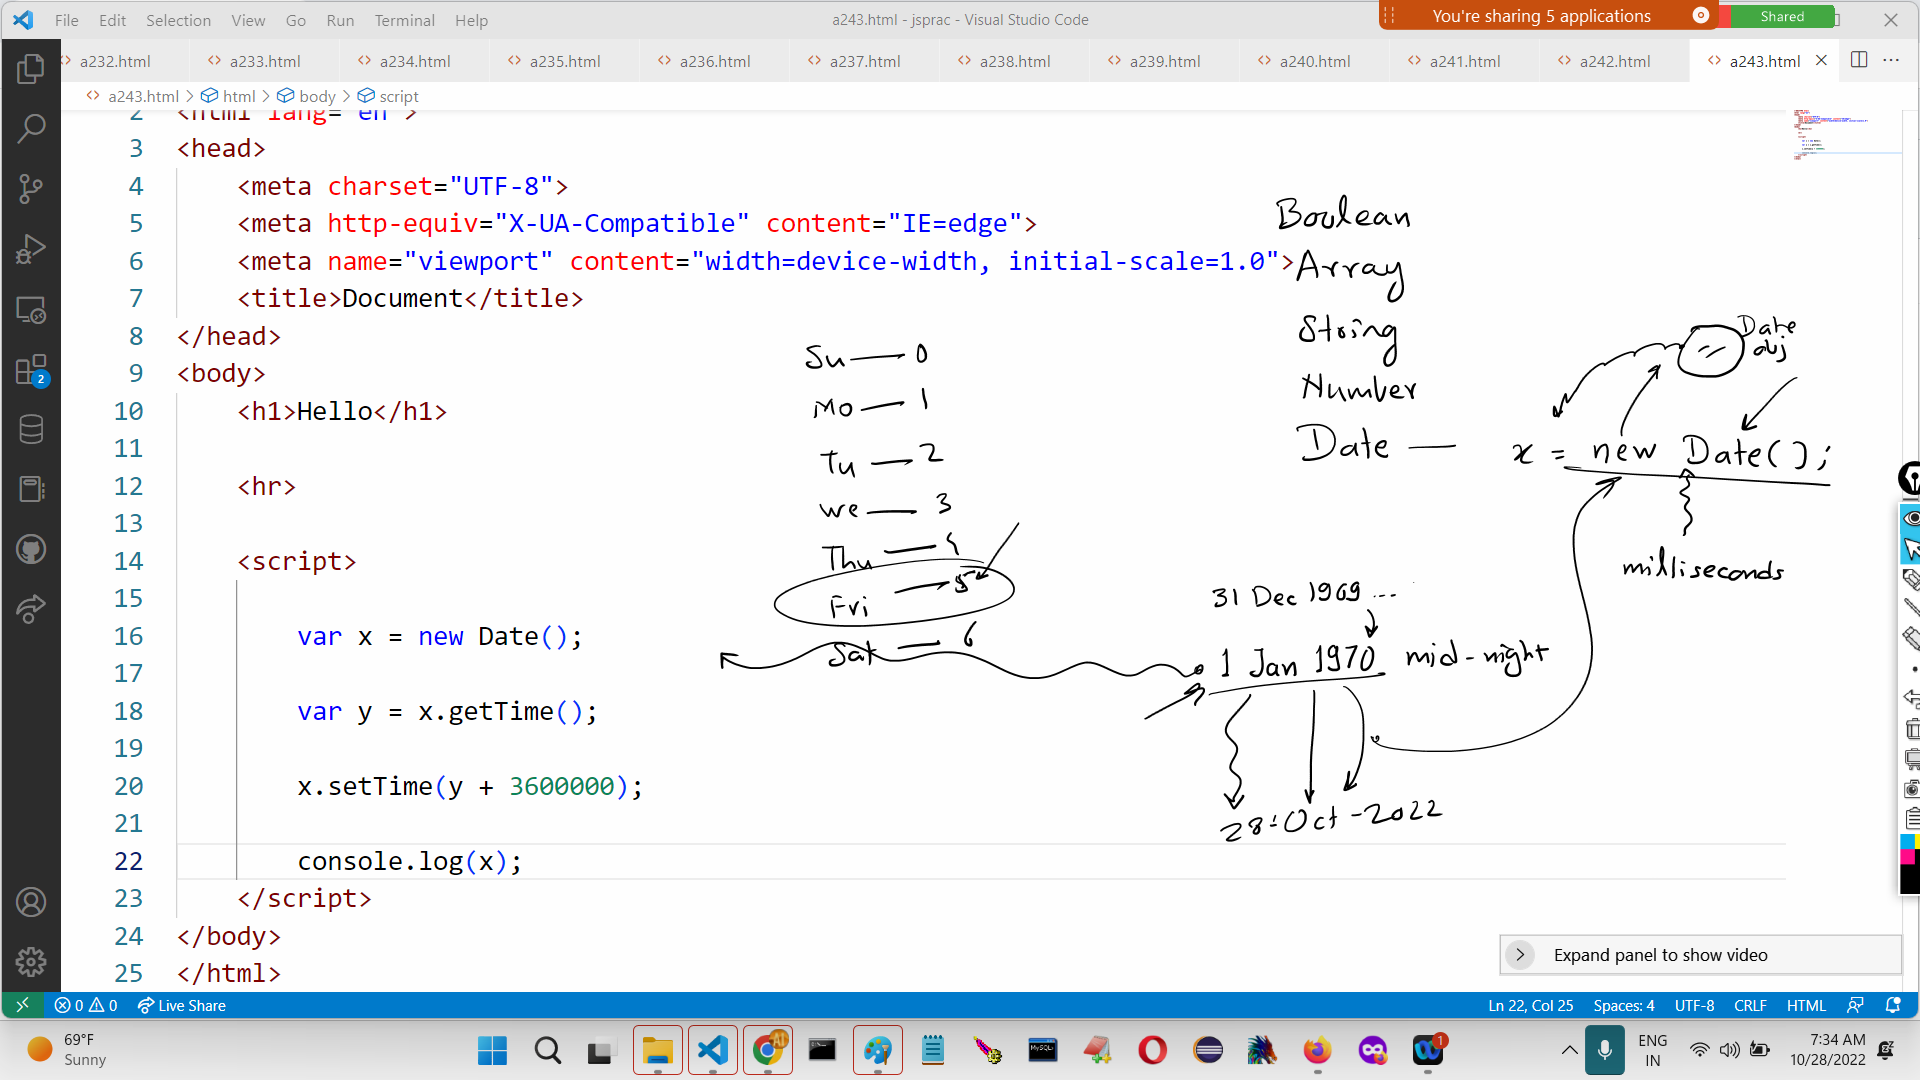 File Edit Selection View Go Run Terminal Help
a243.html - jsprac - Visual Studio Code
You're sharing 5 applications
Shared
a232.html a233.html a234.html a235.html a236.html a237.html a238.html a239.html a240.html a241.html a242.html a243.html
a243.html > html > body > script
2 <html lang="en">
3 <head>
4 <meta charset="UTF-8">
5 <meta http-equiv="X-UA-Compatible" content="IE=edge">
6 <meta name="viewport" content="width=device-width, initial-scale=1.0">
7 <title>Document</title>
8 </head>
9 <body>
10 <h1>Hello</h1>
11
12 <hr>
13
14 <script>
15
16 var x = new Date();
17
18 var y = x.getTime();
19
20 x.setTime(y + 3600000);
21
22 console.log(x);
23 </script>
24 </body>
25 </html>
Su — 0
Mo — 1
Tu — 2
We — 3
Thu — 4
Fri — 5
Sat — 6
Boolean
Array
String
Number
Date —
Date
obj
x = new Date();
milliseconds
31 Dec 1969 ...
1 Jan 1970 mid-night
28-Oct-2022
Expand panel to show video
2
0 0 Live Share
Ln 22, Col 25 Spaces: 4 UTF-8 CRLF HTML
69°F
Sunny
MySQL
1
ENG
IN
7:34 AM
10/28/2022